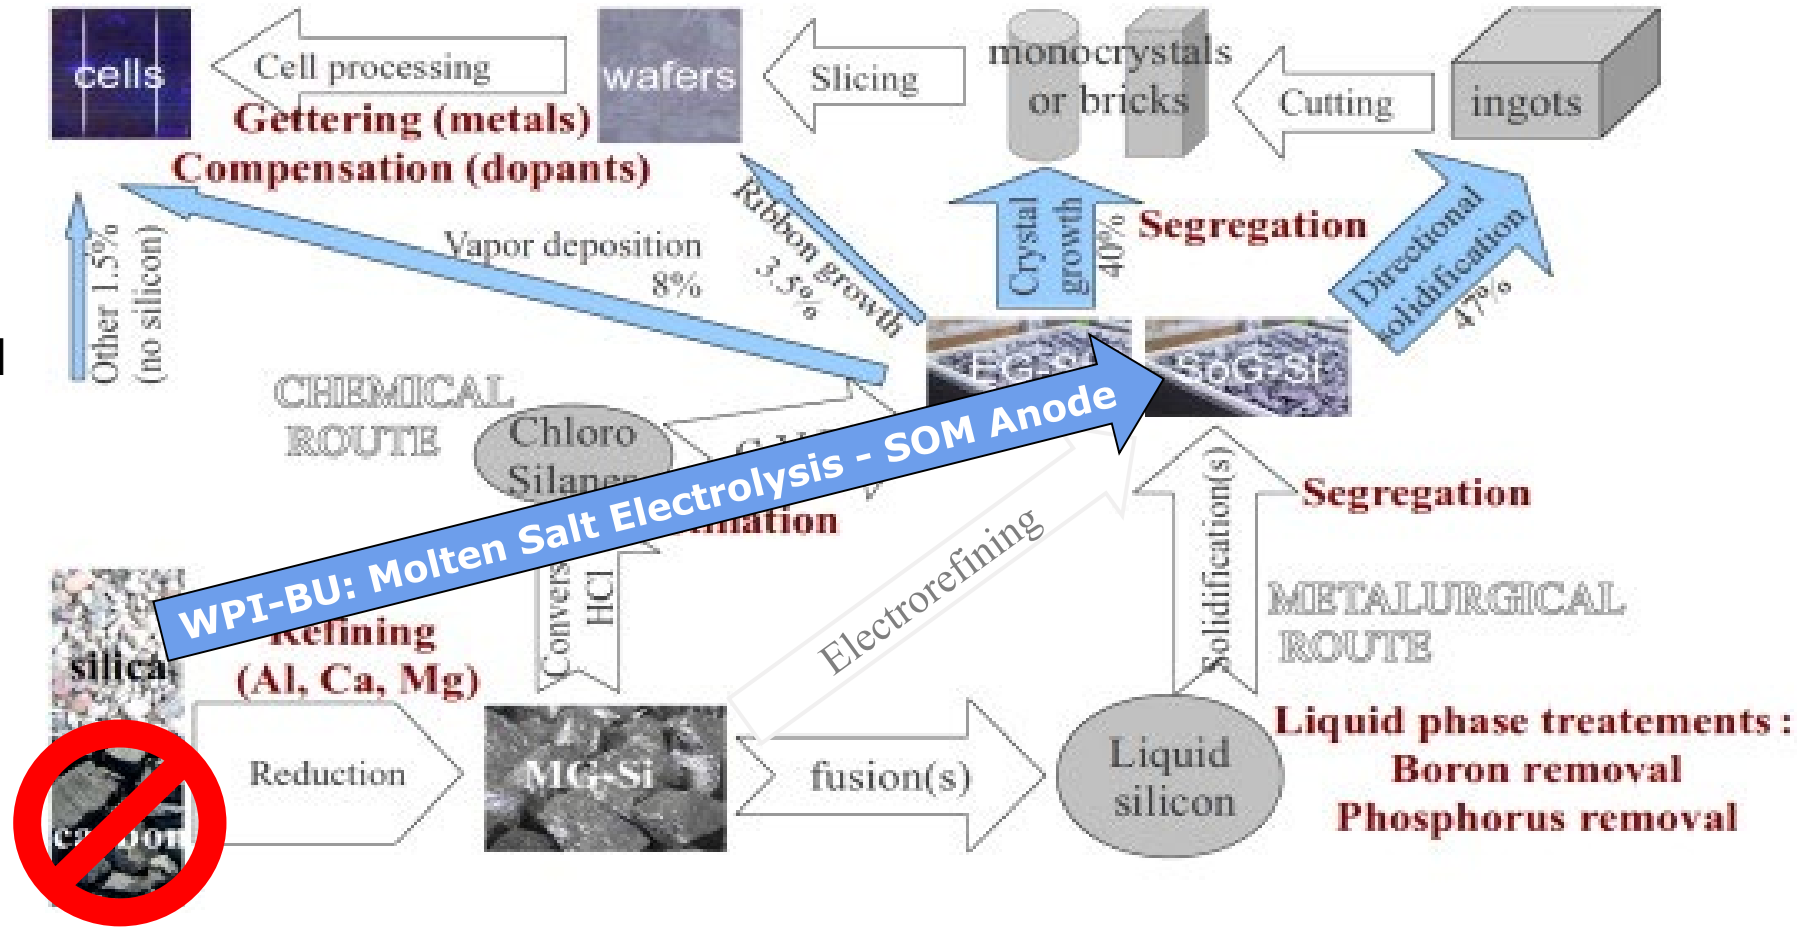 cells
Cell processing
wafers
Slicing
monocrystals
or bricks
Cutting
ingots
Gettering (metals)
Compensation (dopants)
Other 1.5%
(no silicon)
Vapor deposition
8%
Ribbon growth
3.5%
Crystal
growth
40%
Segregation
Directional
solidification
47%
CHEMICAL
ROUTE
Chloro
EG-Si
SoG-Si
WPI-BU: Molten Salt Electrolysis - SOM Anode
Segregation
HCl
Electrorefining
Solidification(s)
METALURGICAL
ROUTE
silica
Refining
(Al, Ca, Mg)
carbon
Reduction
MG-Si
fusion(s)
Liquid
silicon
Liquid phase treatements :
Boron removal
Phosphorus removal